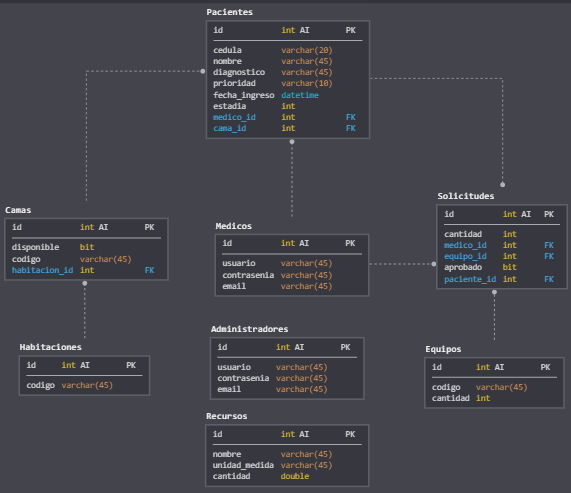 Pacientes
id int AI PK
cedula varchar(20)
nombre varchar(45)
diagnostico varchar(45)
prioridad varchar(10)
fecha_ingreso datetime
estadia int
medico_id int FK
cama_id int FK
Camas
id int AI PK
disponible bit
codigo varchar(45)
habitacion_id int FK
Medicos
id int AI PK
usuario varchar(45)
contrasenia varchar(45)
email varchar(45)
Solicitudes
id int AI PK
cantidad int
medico_id int FK
equipo_id int FK
aprobado bit
paciente_id int FK
Habitaciones
id int AI PK
codigo varchar(45)
Administradores
id int AI PK
usuario varchar(45)
contrasenia varchar(45)
email varchar(45)
Equipos
id int AI PK
codigo varchar(45)
cantidad int
Recursos
id int AI PK
nombre varchar(45)
unidad_medida varchar(45)
cantidad double